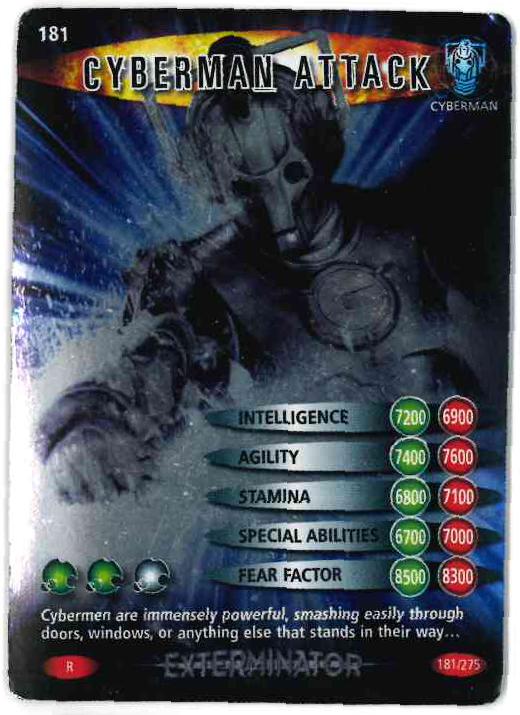 181
CYBERMAN ATTACK
CYBERMAN
INTELLIGENCE 7200 6900
AGILITY 7400 7600
STAMINA 6800 7100
SPECIAL ABILITIES 6700 7000
FEAR FACTOR 8500 8300
Cybermen are immensely powerful, smashing easily through
doors, windows, or anything else that stands in their way...
R EXTERMINATOR 181/275